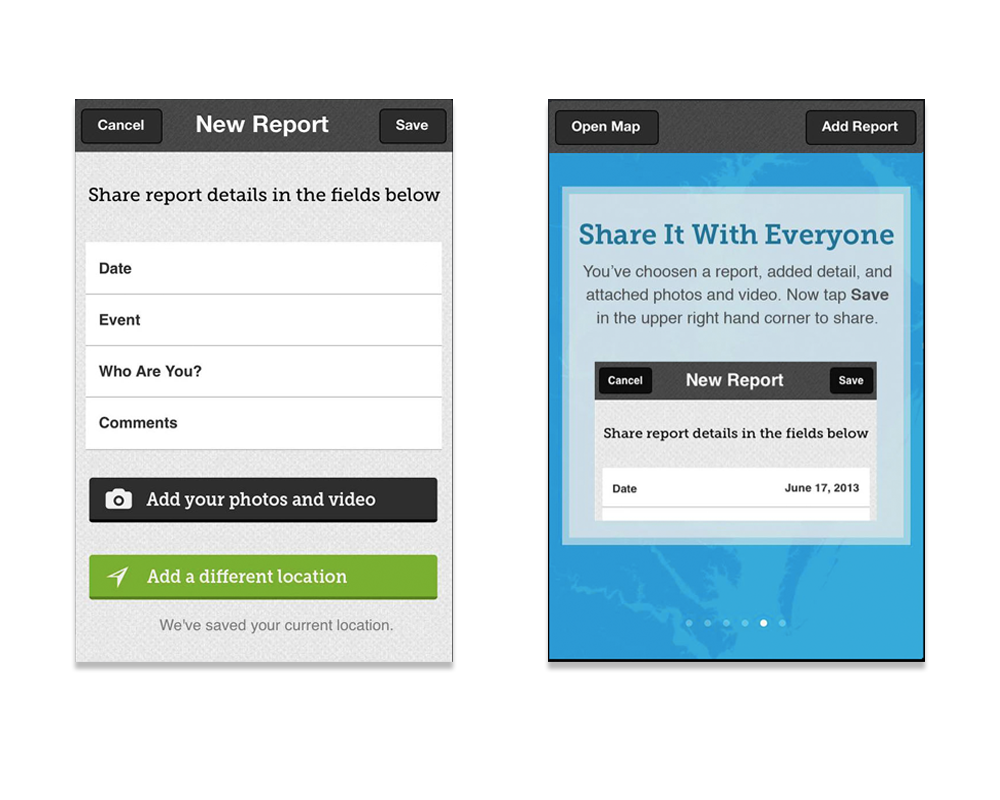 Cancel New Report Save
Share report details in the fields below
Date
Event
Who Are You?
Comments
Add your photos and video
Add a different location
We've saved your current location.
Open Map Add Report
Share It With Everyone
You've choosen a report, added detail, and
attached photos and video. Now tap Save
in the upper right hand corner to share.
Cancel New Report Save
Share report details in the fields below
Date June 17, 2013